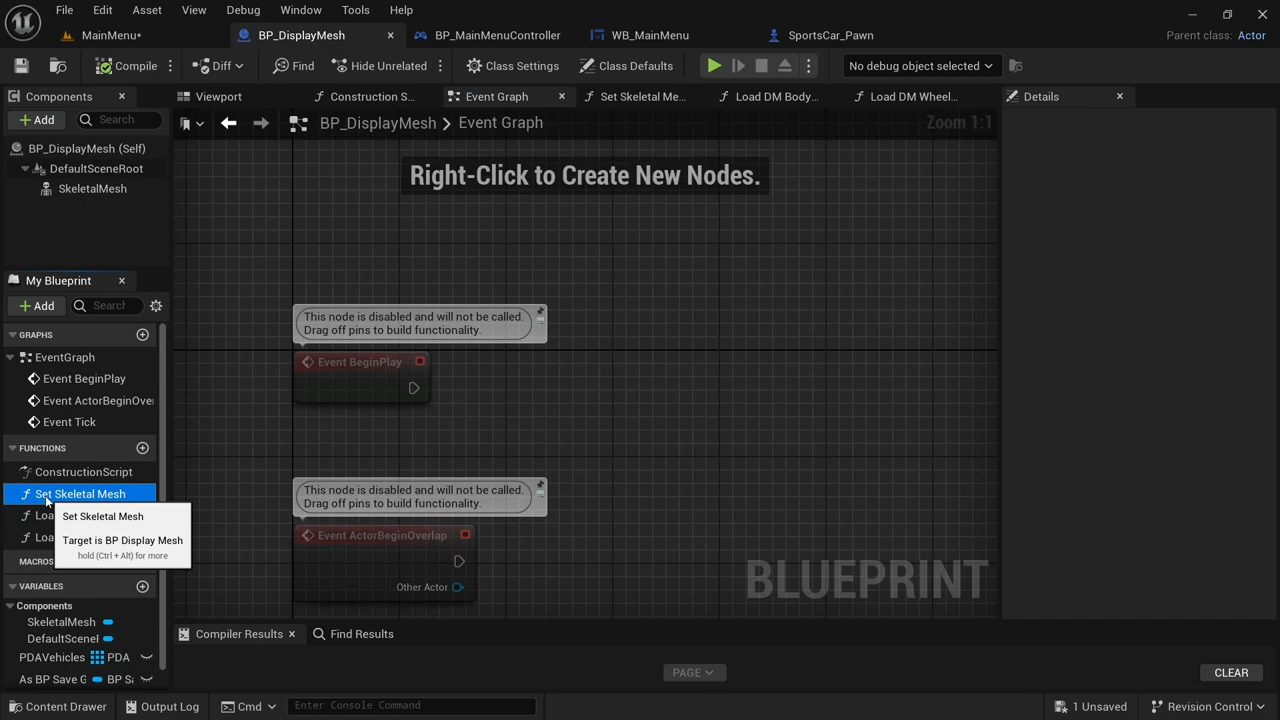 File Edit Asset View Debug Window Tools Help
MainMenu* BP_DisplayMesh BP_MainMenuController WB_MainMenu SportsCar_Pawn Parent class: Actor
Compile Diff Find Hide Unrelated Class Settings Class Defaults No debug object selected
Components Viewport Construction S... Event Graph Set Skeletal Me... Load DM Body... Load DM Wheel... Details
+ Add Search BP_DisplayMesh > Event Graph Zoom 1:1
BP_DisplayMesh (Self)
DefaultSceneRoot
SkeletalMesh
Right-Click to Create New Nodes.
My Blueprint
+ Add Search
GRAPHS
EventGraph
Event BeginPlay
Event ActorBeginOver
Event Tick
FUNCTIONS
ConstructionScript
Set Skeletal Mesh
Loa
Loa
Set Skeletal Mesh
Target is BP Display Mesh
hold (Ctrl + Alt) for more
MACROS
VARIABLES
Components
SkeletalMesh
DefaultSceneI
PDAVehicles PDA
As BP Save G BP Sa
This node is disabled and will not be called.
Drag off pins to build functionality.
Event BeginPlay
This node is disabled and will not be called.
Drag off pins to build functionality.
Event ActorBeginOverlap
Other Actor
BLUEPRINT
Compiler Results Find Results
PAGE CLEAR
Content Drawer Output Log Cmd Enter Console Command 1 Unsaved Revision Control